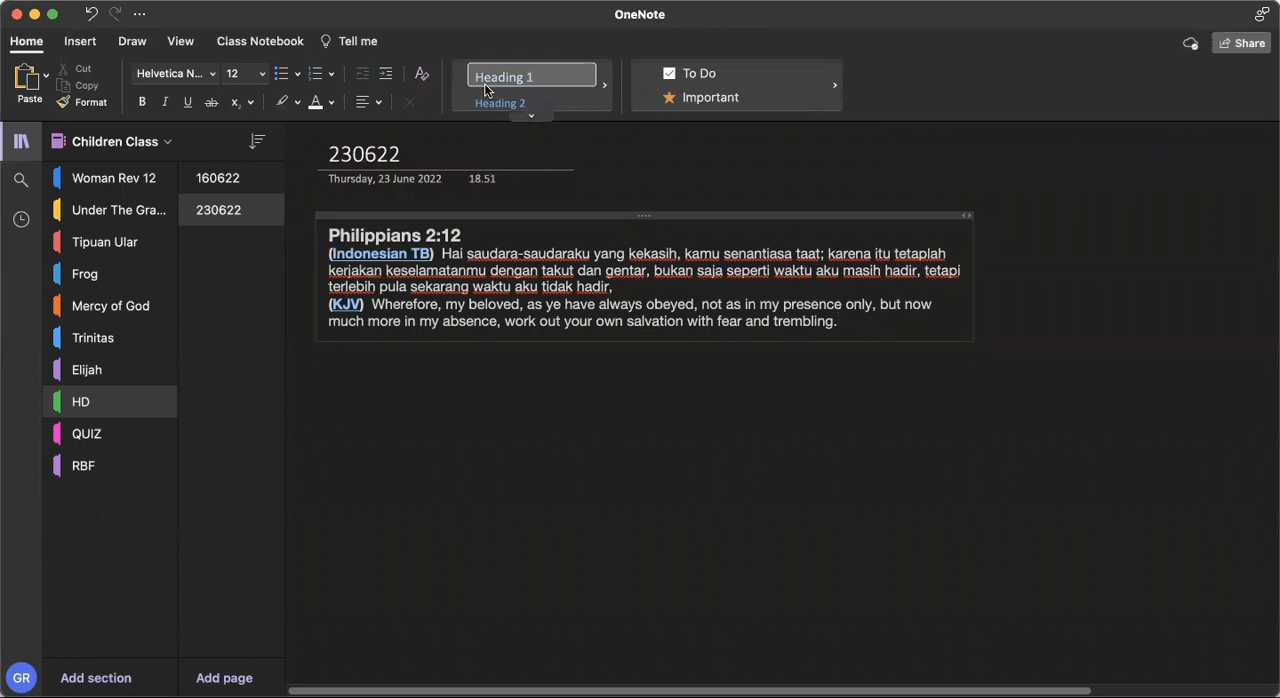 OneNote
Home Insert Draw View Class Notebook Tell me
Share
Paste
Cut
Copy
Format
Helvetica N... 12
B I U ab x A
Heading 1
Heading 2
To Do
Important
Children Class
Woman Rev 12
Under The Gra...
Tipuan Ular
Frog
Mercy of God
Trinitas
Elijah
HD
QUIZ
RBF
160622
230622
230622
Thursday, 23 June 2022 18.51
Philippians 2:12
(Indonesian TB) Hai saudara-saudaraku yang kekasih, kamu senantiasa taat; karena itu tetaplah
kerjakan keselamatanmu dengan takut dan gentar, bukan saja seperti waktu aku masih hadir, tetapi
terlebih pula sekarang waktu aku tidak hadir,
(KJV) Wherefore, my beloved, as ye have always obeyed, not as in my presence only, but now
much more in my absence, work out your own salvation with fear and trembling.
GR
Add section
Add page